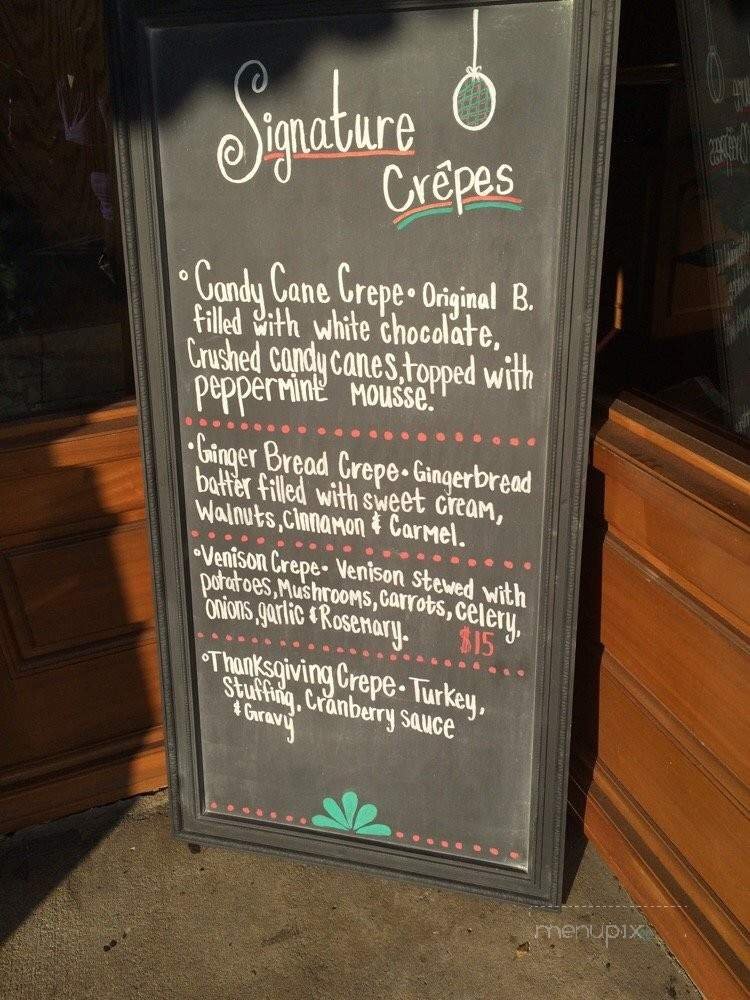 Signature
Crêpes
Candy Cane Crepe • Original B.
filled with white chocolate,
Crushed candy canes, topped with
peppermint Mousse.
• Ginger Bread Crepe • Gingerbread
batter filled with sweet cream,
Walnuts, Cinnamon & Carmel.
• Venison Crepe • Venison stewed with
potatoes, Mushrooms, carrots, celery,
onions, garlic & Rosemary. $15
• Thanksgiving Crepe • Turkey,
Stuffing, Cranberry sauce
& Gravy
menupix